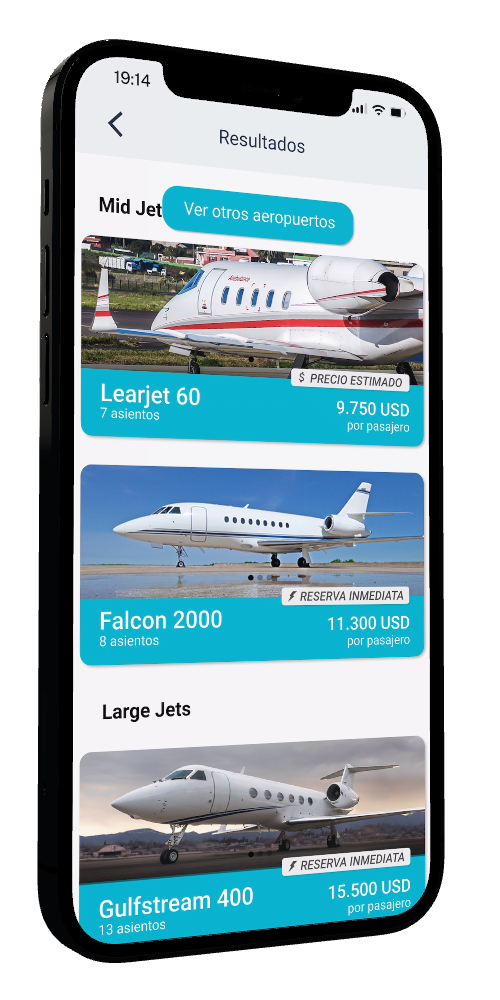 19:14
Resultados
Mid Jet
Ver otros aeropuertos
Ambulance
$ PRECIO ESTIMADO
Learjet 60
7 asientos
9.750 USD
por pasajero
RESERVA INMEDIATA
Falcon 2000
8 asientos
11.300 USD
por pasajero
Large Jets
RESERVA INMEDIATA
Gulfstream 400
13 asientos
15.500 USD
por pasajero